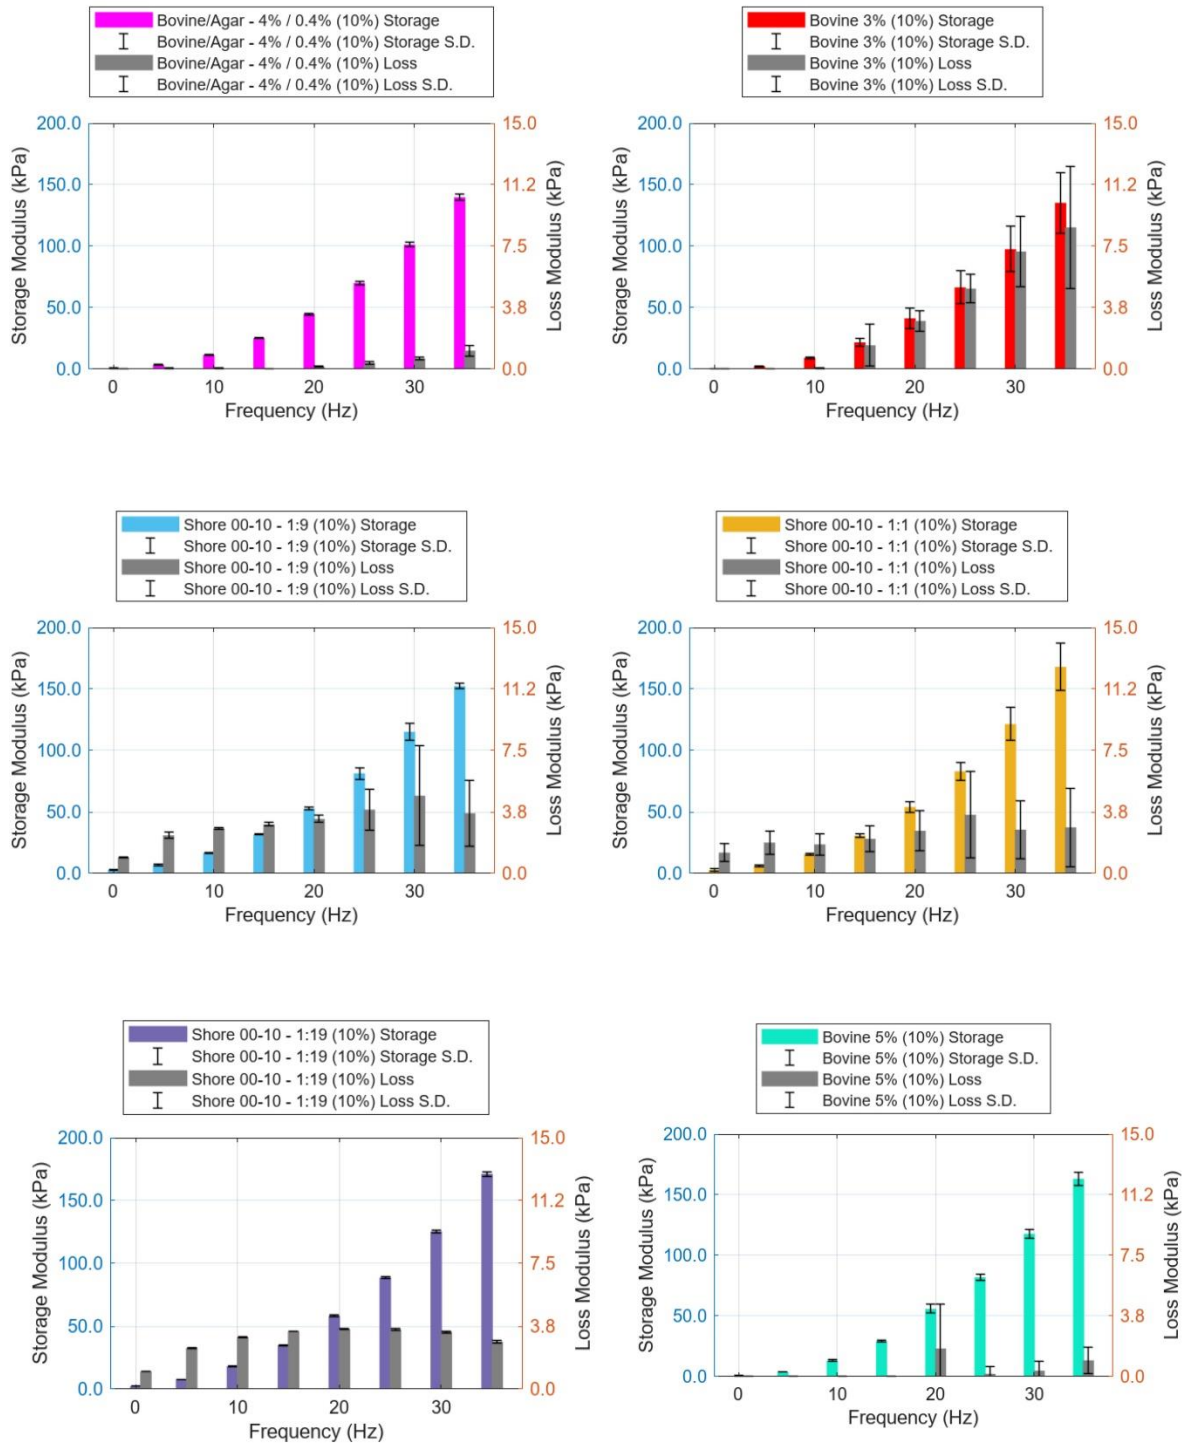 Bovine/Agar - 4% / 0.4% (10%) Storage
Bovine/Agar - 4% / 0.4% (10%) Storage S.D.
Bovine/Agar - 4% / 0.4% (10%) Loss
Bovine/Agar - 4% / 0.4% (10%) Loss S.D.
200.0
150.0
100.0
50.0
0.0
Storage Modulus (kPa)
15.0
11.2
7.5
3.8
0.0
Loss Modulus (kPa)
0 10 20 30
Frequency (Hz)
Bovine 3% (10%) Storage
Bovine 3% (10%) Storage S.D.
Bovine 3% (10%) Loss
Bovine 3% (10%) Loss S.D.
200.0
150.0
100.0
50.0
0.0
Storage Modulus (kPa)
15.0
11.2
7.5
3.8
0.0
Loss Modulus (kPa)
0 10 20 30
Frequency (Hz)
Shore 00-10 - 1:9 (10%) Storage
Shore 00-10 - 1:9 (10%) Storage S.D.
Shore 00-10 - 1:9 (10%) Loss
Shore 00-10 - 1:9 (10%) Loss S.D.
200.0
150.0
100.0
50.0
0.0
Storage Modulus (kPa)
15.0
11.2
7.5
3.8
0.0
Loss Modulus (kPa)
0 10 20 30
Frequency (Hz)
Shore 00-10 - 1:1 (10%) Storage
Shore 00-10 - 1:1 (10%) Storage S.D.
Shore 00-10 - 1:1 (10%) Loss
Shore 00-10 - 1:1 (10%) Loss S.D.
200.0
150.0
100.0
50.0
0.0
Storage Modulus (kPa)
15.0
11.2
7.5
3.8
0.0
Loss Modulus (kPa)
0 10 20 30
Frequency (Hz)
Shore 00-10 - 1:19 (10%) Storage
Shore 00-10 - 1:19 (10%) Storage S.D.
Shore 00-10 - 1:19 (10%) Loss
Shore 00-10 - 1:19 (10%) Loss S.D.
200.0
150.0
100.0
50.0
0.0
Storage Modulus (kPa)
15.0
11.2
7.5
3.8
0.0
Loss Modulus (kPa)
0 10 20 30
Frequency (Hz)
Bovine 5% (10%) Storage
Bovine 5% (10%) Storage S.D.
Bovine 5% (10%) Loss
Bovine 5% (10%) Loss S.D.
200.0
150.0
100.0
50.0
0.0
Storage Modulus (kPa)
15.0
11.2
7.5
3.8
0.0
Loss Modulus (kPa)
0 10 20 30
Frequency (Hz)